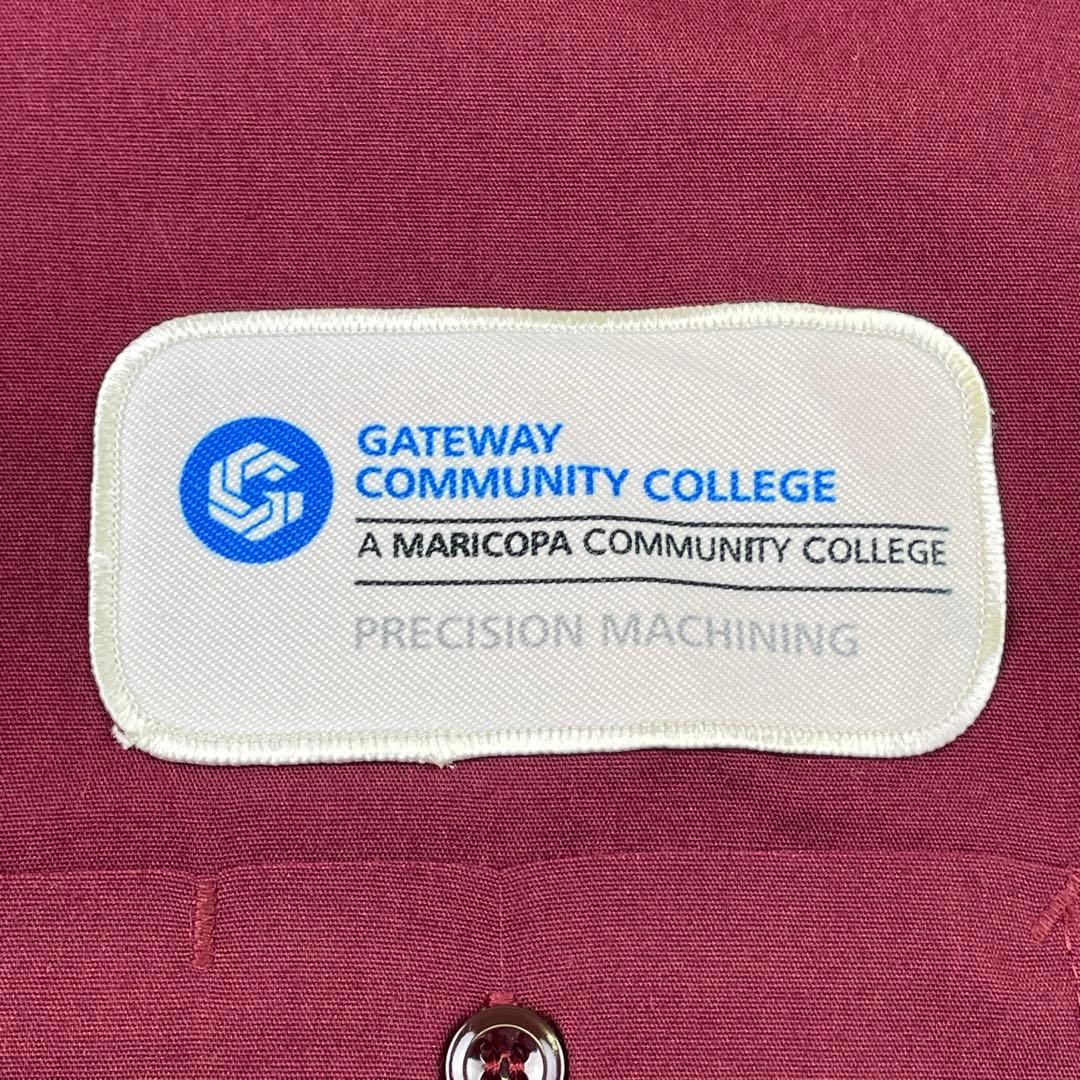 GATEWAY
COMMUNITY COLLEGE
A MARICOPA COMMUNITY COLLEGE
PRECISION MACHINING